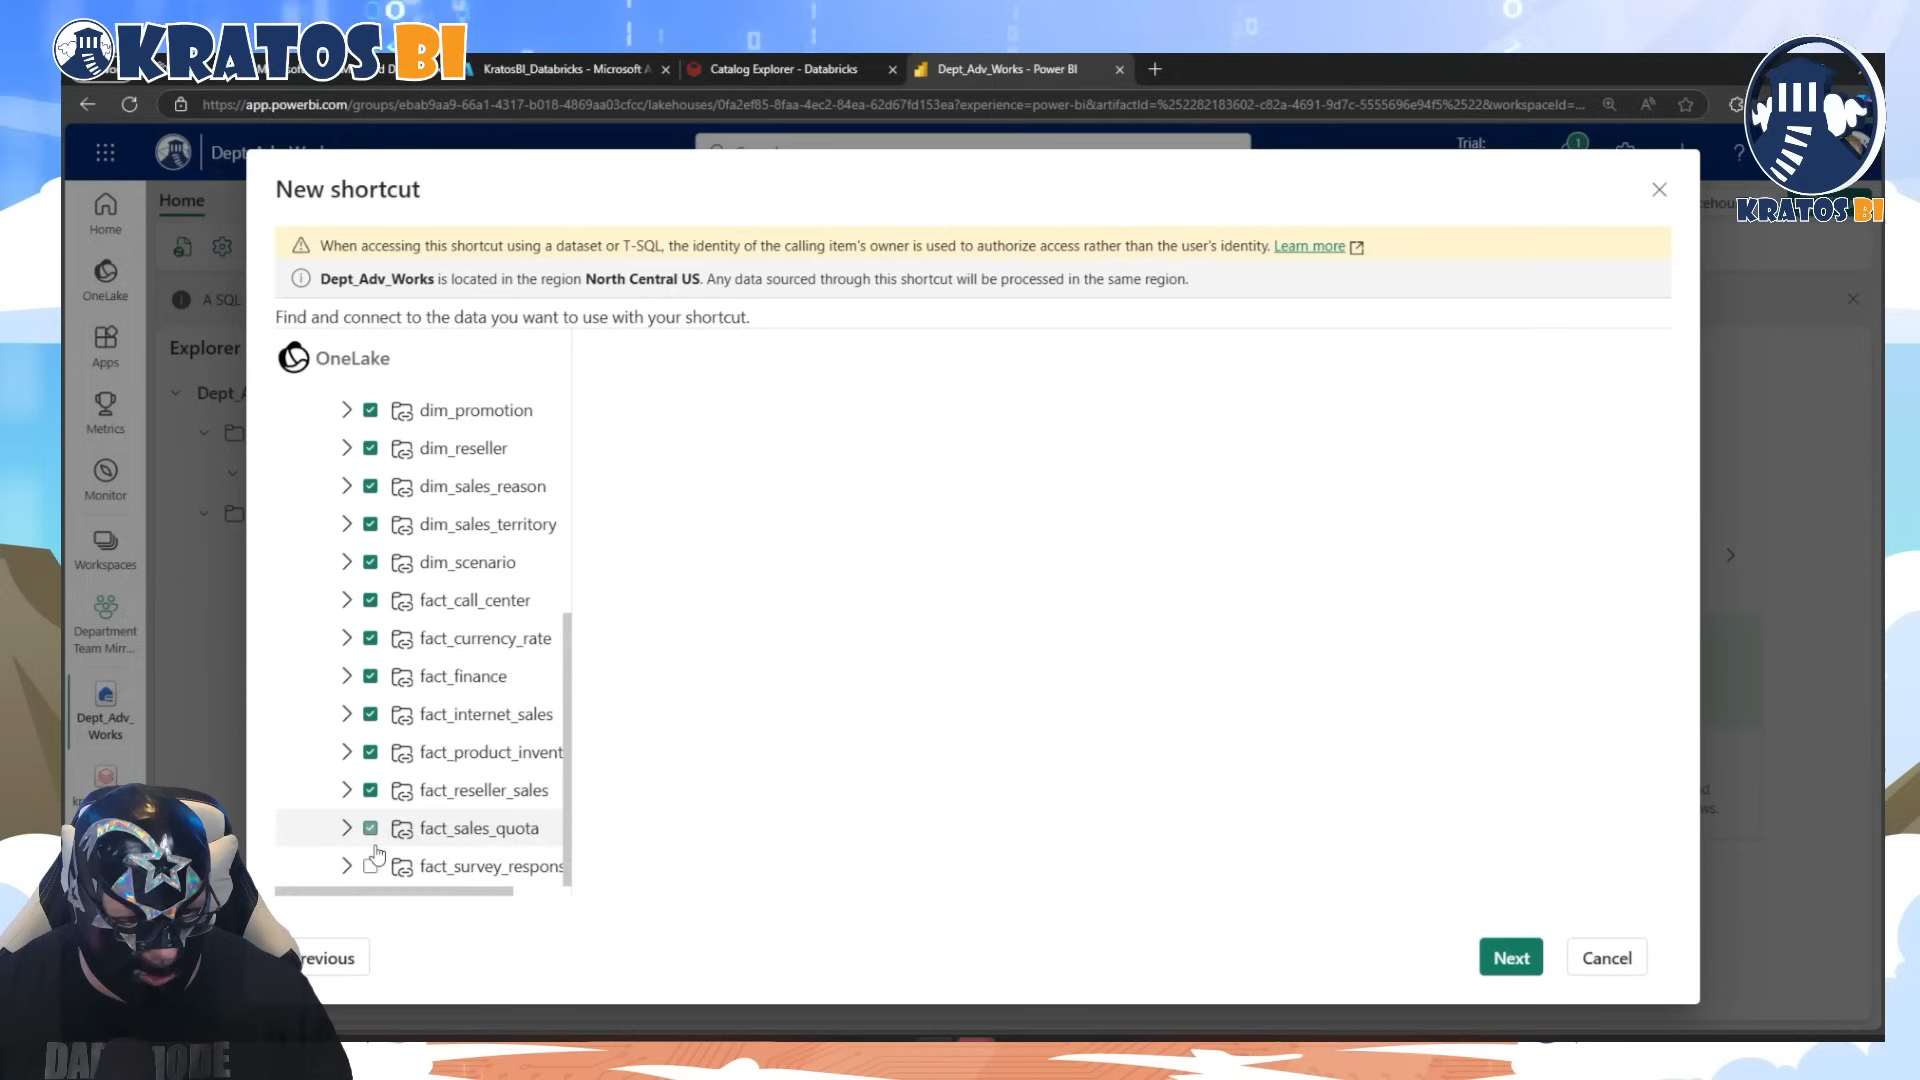 KRATOS BI
KratosBI_Databricks - Microsoft A
Catalog Explorer - Databricks
Dept_Adv_Works - Power BI
https://app.powerbi.com/groups/ebab9aa9-66a1-4317-b018-4869aa03cfcc/lakehouses/0fa2ef85-8faa-4ec2-84ea-62d67fd153ea?experience=power-bi&artifactId=%252282183602-c82a-4691-9d7c-5555696e94f5%2522&workspaceId=...
KRATOS BI
Trial:
1
Home
OneLake
Apps
Metrics
Monitor
Workspaces
Department
Team Mirr...
Dept_Adv_
Works
Home
A SQL
Explorer
New shortcut
When accessing this shortcut using a dataset or T-SQL, the identity of the calling item's owner is used to authorize access rather than the user's identity. Learn more
Dept_Adv_Works is located in the region North Central US. Any data sourced through this shortcut will be processed in the same region.
Find and connect to the data you want to use with your shortcut.
OneLake
dim_promotion
dim_reseller
dim_sales_reason
dim_sales_territory
dim_scenario
fact_call_center
fact_currency_rate
fact_finance
fact_internet_sales
fact_product_invent
fact_reseller_sales
fact_sales_quota
fact_survey_respons
revious
Next
Cancel